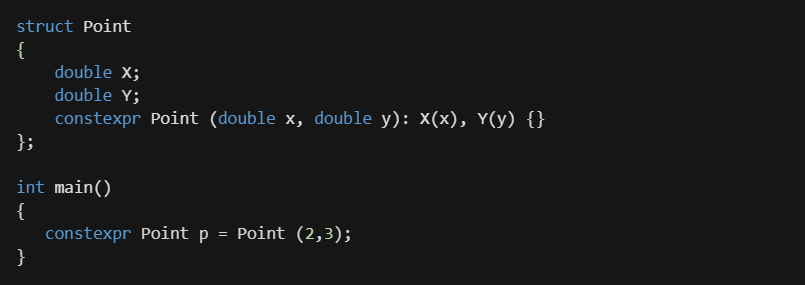 struct Point
{
    double X;
    double Y;
    constexpr Point (double x, double y): X(x), Y(y) {}
};

int main()
{
   constexpr Point p = Point (2,3);
}